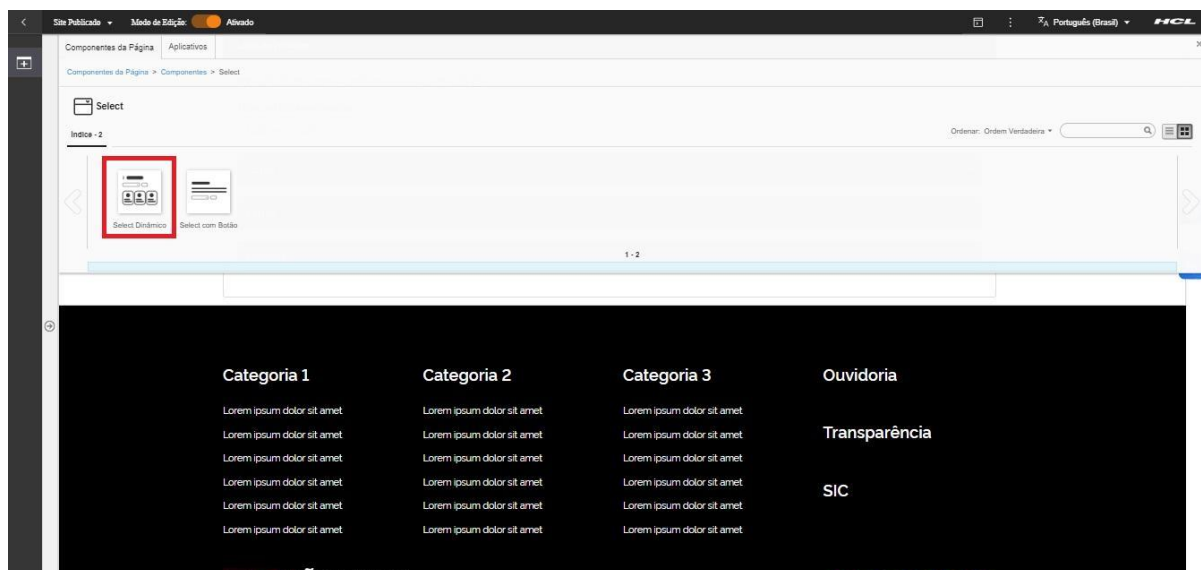 Site Publicado Modo de Edição: Ativado Português (Brasil) HCL
Componentes da Página Aplicativos
Componentes da Página > Componentes > Select
Select
Indice - 2 Ordenar: Ordem Verdadeira
Select Dinâmico Select com Botão
1 - 2
Categoria 1 Categoria 2 Categoria 3 Ouvidoria
Lorem ipsum dolor sit amet Lorem ipsum dolor sit amet Lorem ipsum dolor sit amet
Lorem ipsum dolor sit amet Lorem ipsum dolor sit amet Lorem ipsum dolor sit amet Transparência
Lorem ipsum dolor sit amet Lorem ipsum dolor sit amet Lorem ipsum dolor sit amet
Lorem ipsum dolor sit amet Lorem ipsum dolor sit amet Lorem ipsum dolor sit amet SIC
Lorem ipsum dolor sit amet Lorem ipsum dolor sit amet Lorem ipsum dolor sit amet
Lorem ipsum dolor sit amet Lorem ipsum dolor sit amet Lorem ipsum dolor sit amet